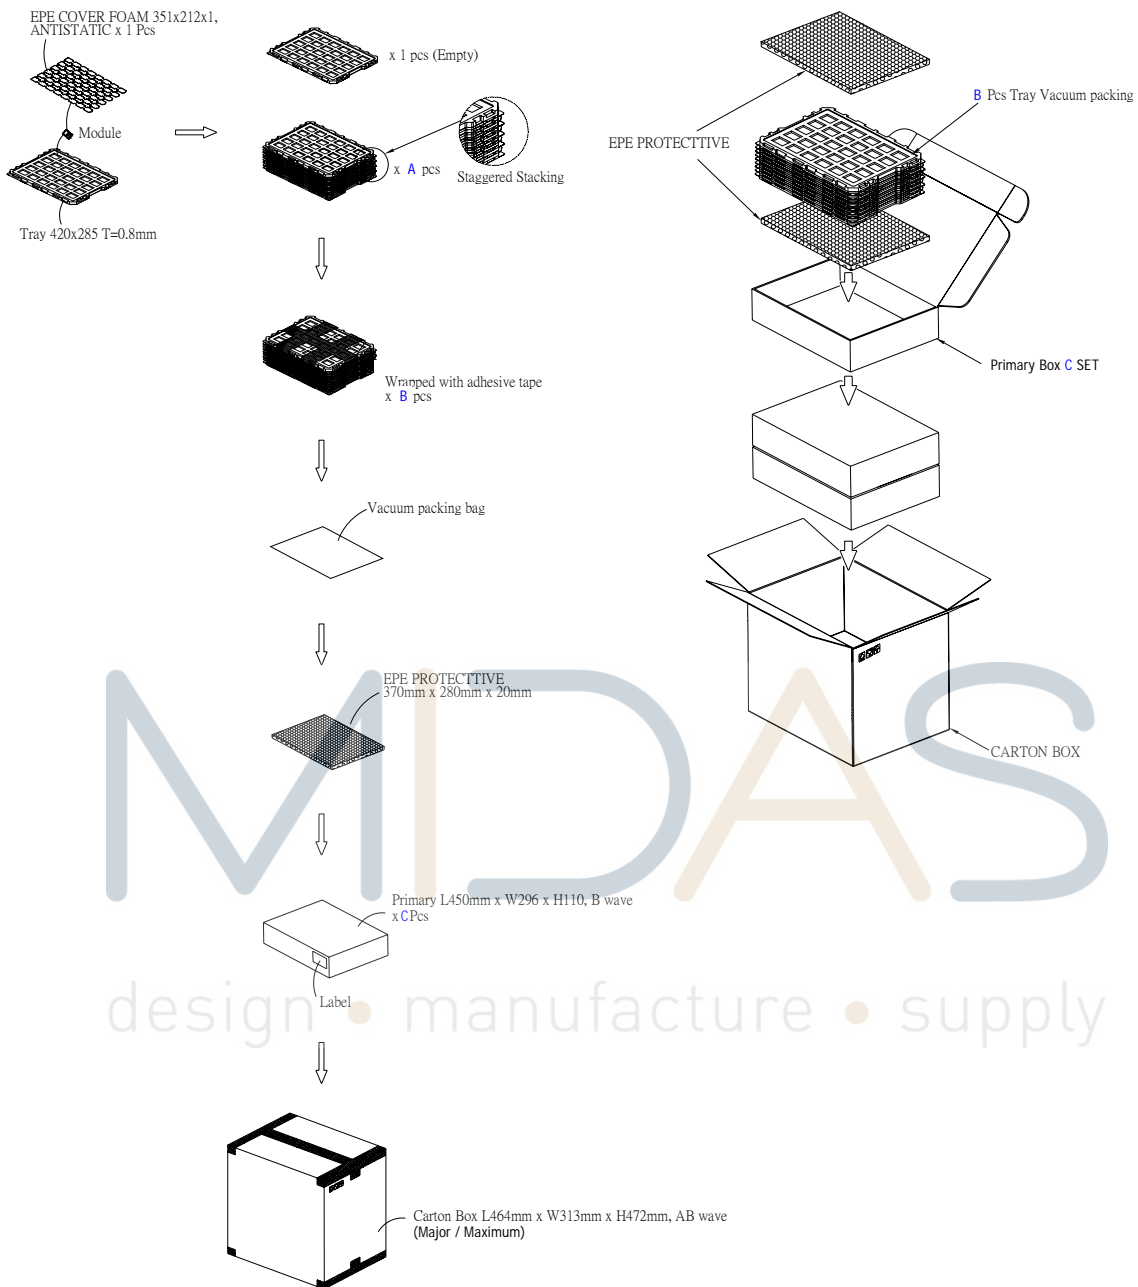 EPE COVER FOAM 351x212x1,
ANTISTATIC x 1 Pcs
Module
Tray 420x285 T=0.8mm
x 1 pcs (Empty)
x A pcs
Staggered Stacking
Wrapped with adhesive tape
x B pcs
Vacuum packing bag
EPE PROTECTTIVE
370mm x 280mm x 20mm
Primary L450mm x W296 x H110, B wave
x C Pcs
Label
Carton Box L464mm x W313mm x H472mm, AB wave
(Major / Maximum)
B Pcs Tray Vacuum packing
EPE PROTECTTIVE
Primary Box C SET
CARTON BOX
MIDAS
design • manufacture • supply